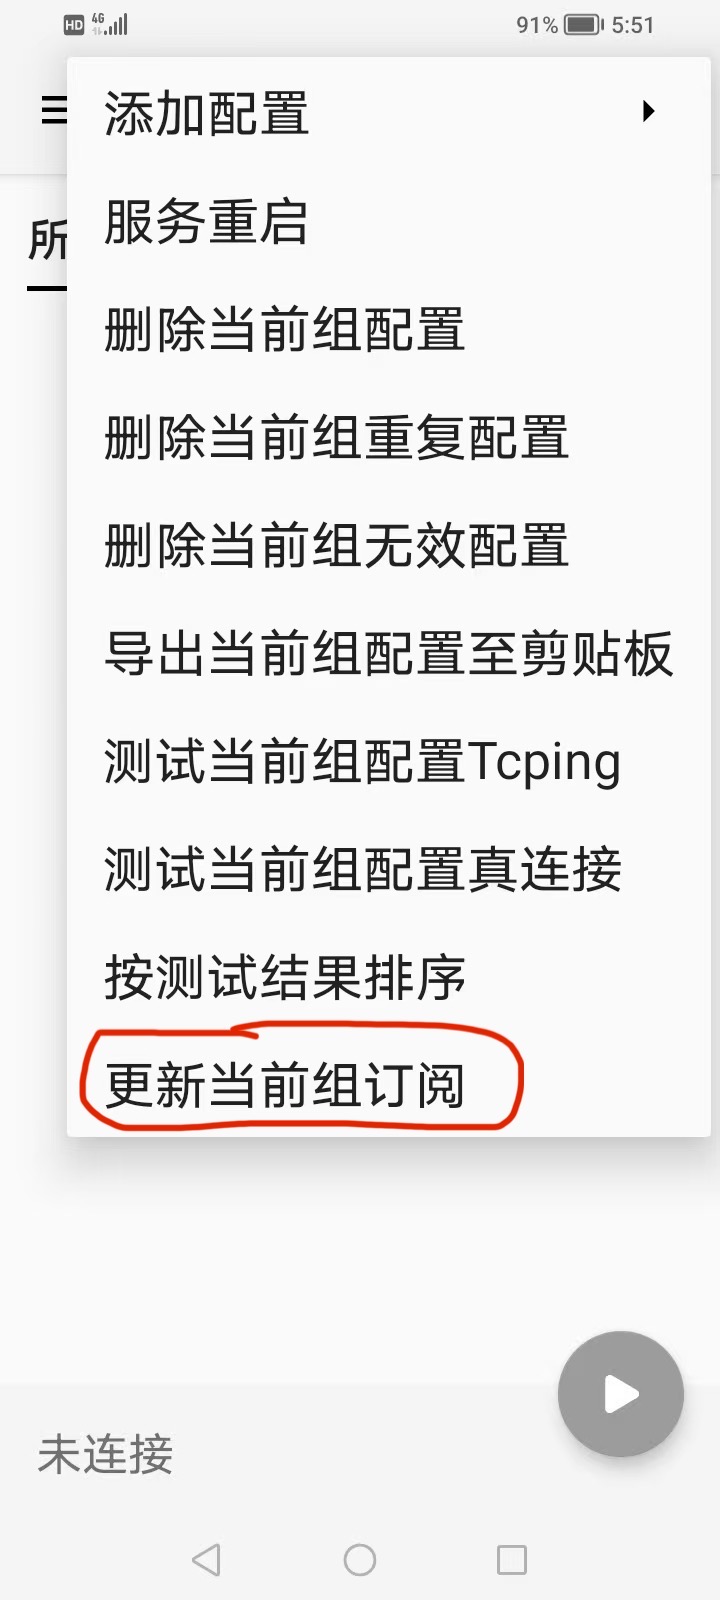 HD 4G 91% 5:51
添加配置
所
服务重启
删除当前组配置
删除当前组重复配置
删除当前组无效配置
导出当前组配置至剪贴板
测试当前组配置Tcping
测试当前组配置真连接
按测试结果排序
更新当前组订阅
未连接